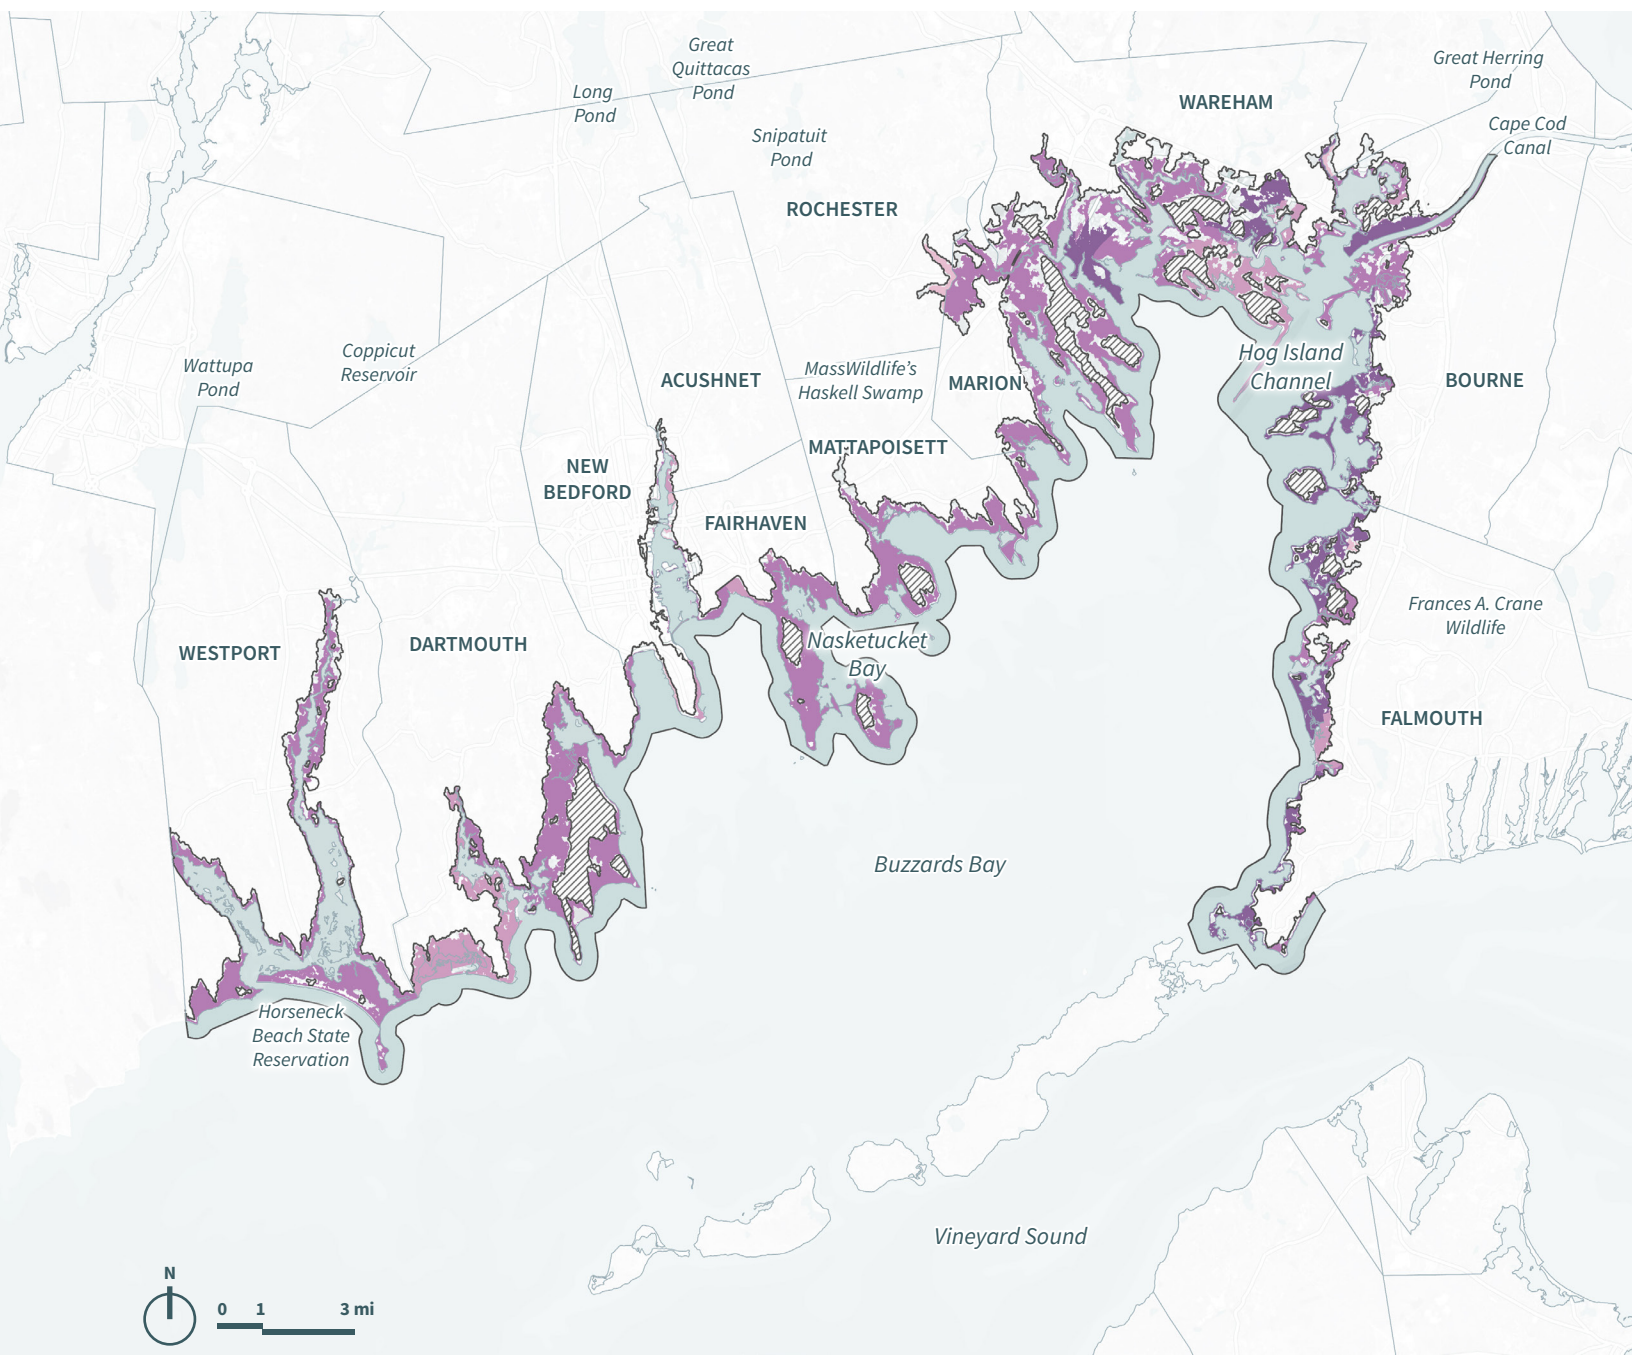 Great
Quittacas
Pond
Great Herring
Pond
Long
Pond
WAREHAM
Cape Cod
Canal
Snipatuit
Pond
ROCHESTER
Wattupa
Pond
Coppicut
Reservoir
ACUSHNET
MassWildlife's
Haskell Swamp
MARION
Hog Island
Channel
BOURNE
MATTAPOISETT
NEW
BEDFORD
FAIRHAVEN
Frances A. Crane
Wildlife
WESTPORT
DARTMOUTH
Nasketucket
Bay
FALMOUTH
Buzzards Bay
Horseneck
Beach State
Reservation
Vineyard Sound
N
0 1 3 mi